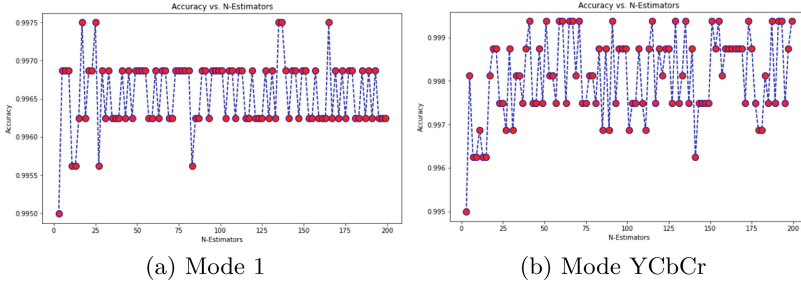 Accuracy vs. N-Estimators
0.9975
0.9970
0.9965
0.9960
0.9955
0.9950
Accuracy
0 25 50 75 100 125 150 175 200
N-Estimators
(a) Mode 1
Accuracy vs. N-Estimators
0.999
0.998
0.997
0.996
0.995
Accuracy
0 25 50 75 100 125 150 175 200
N-Estimators
(b) Mode YCbCr